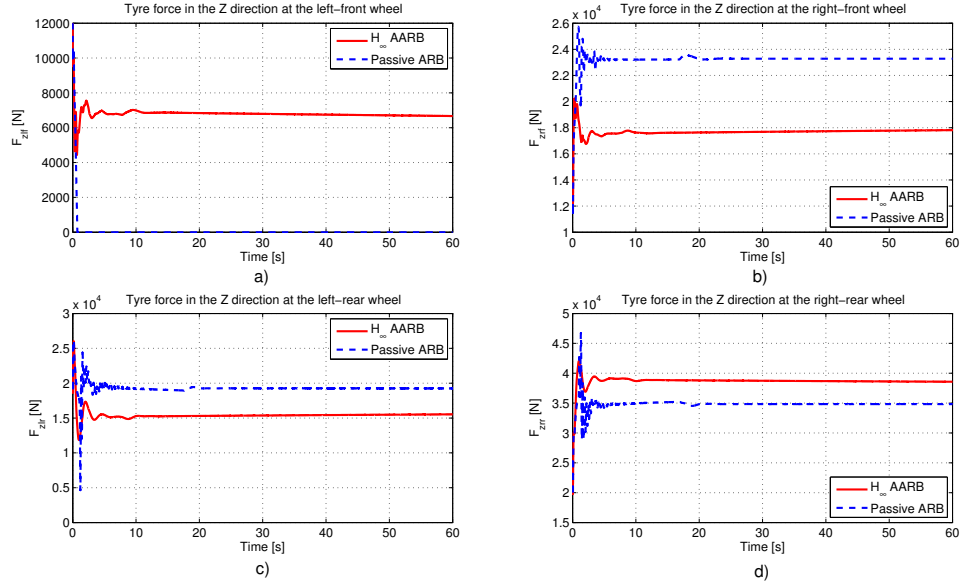 Tyre force in the Z direction at the left−front wheel
12000
10000
8000
6000
4000
2000
0
F_zlf [N]
H_∞ AARB
Passive ARB
0 10 20 30 40 50 60
Time [s]
a)
Tyre force in the Z direction at the right−front wheel
x 10^4
2.6
2.4
2.2
2
1.8
1.6
1.4
1.2
1
F_zrf [N]
H_∞ AARB
Passive ARB
0 10 20 30 40 50 60
Time [s]
b)
Tyre force in the Z direction at the left−rear wheel
x 10^4
3
2.5
2
1.5
1
0.5
0
F_zlr [N]
H_∞ AARB
Passive ARB
0 10 20 30 40 50 60
Time [s]
c)
Tyre force in the Z direction at the right−rear wheel
x 10^4
5
4.5
4
3.5
3
2.5
2
1.5
F_zrr [N]
H_∞ AARB
Passive ARB
0 10 20 30 40 50 60
Time [s]
d)